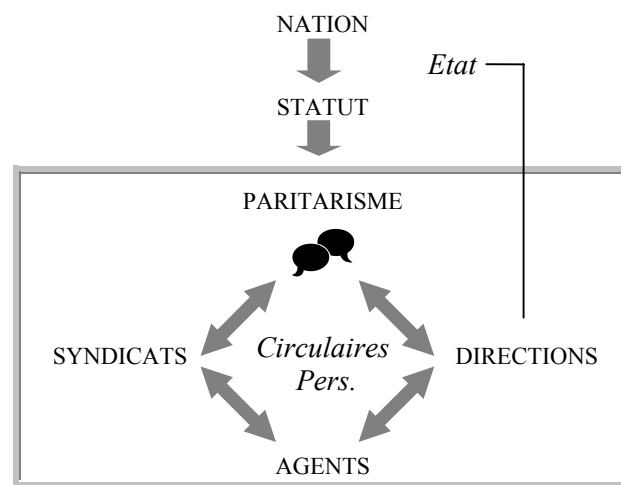 NATION
Etat
STATUT
PARITARISME
SYNDICATS
Circulaires
Pers.
DIRECTIONS
AGENTS